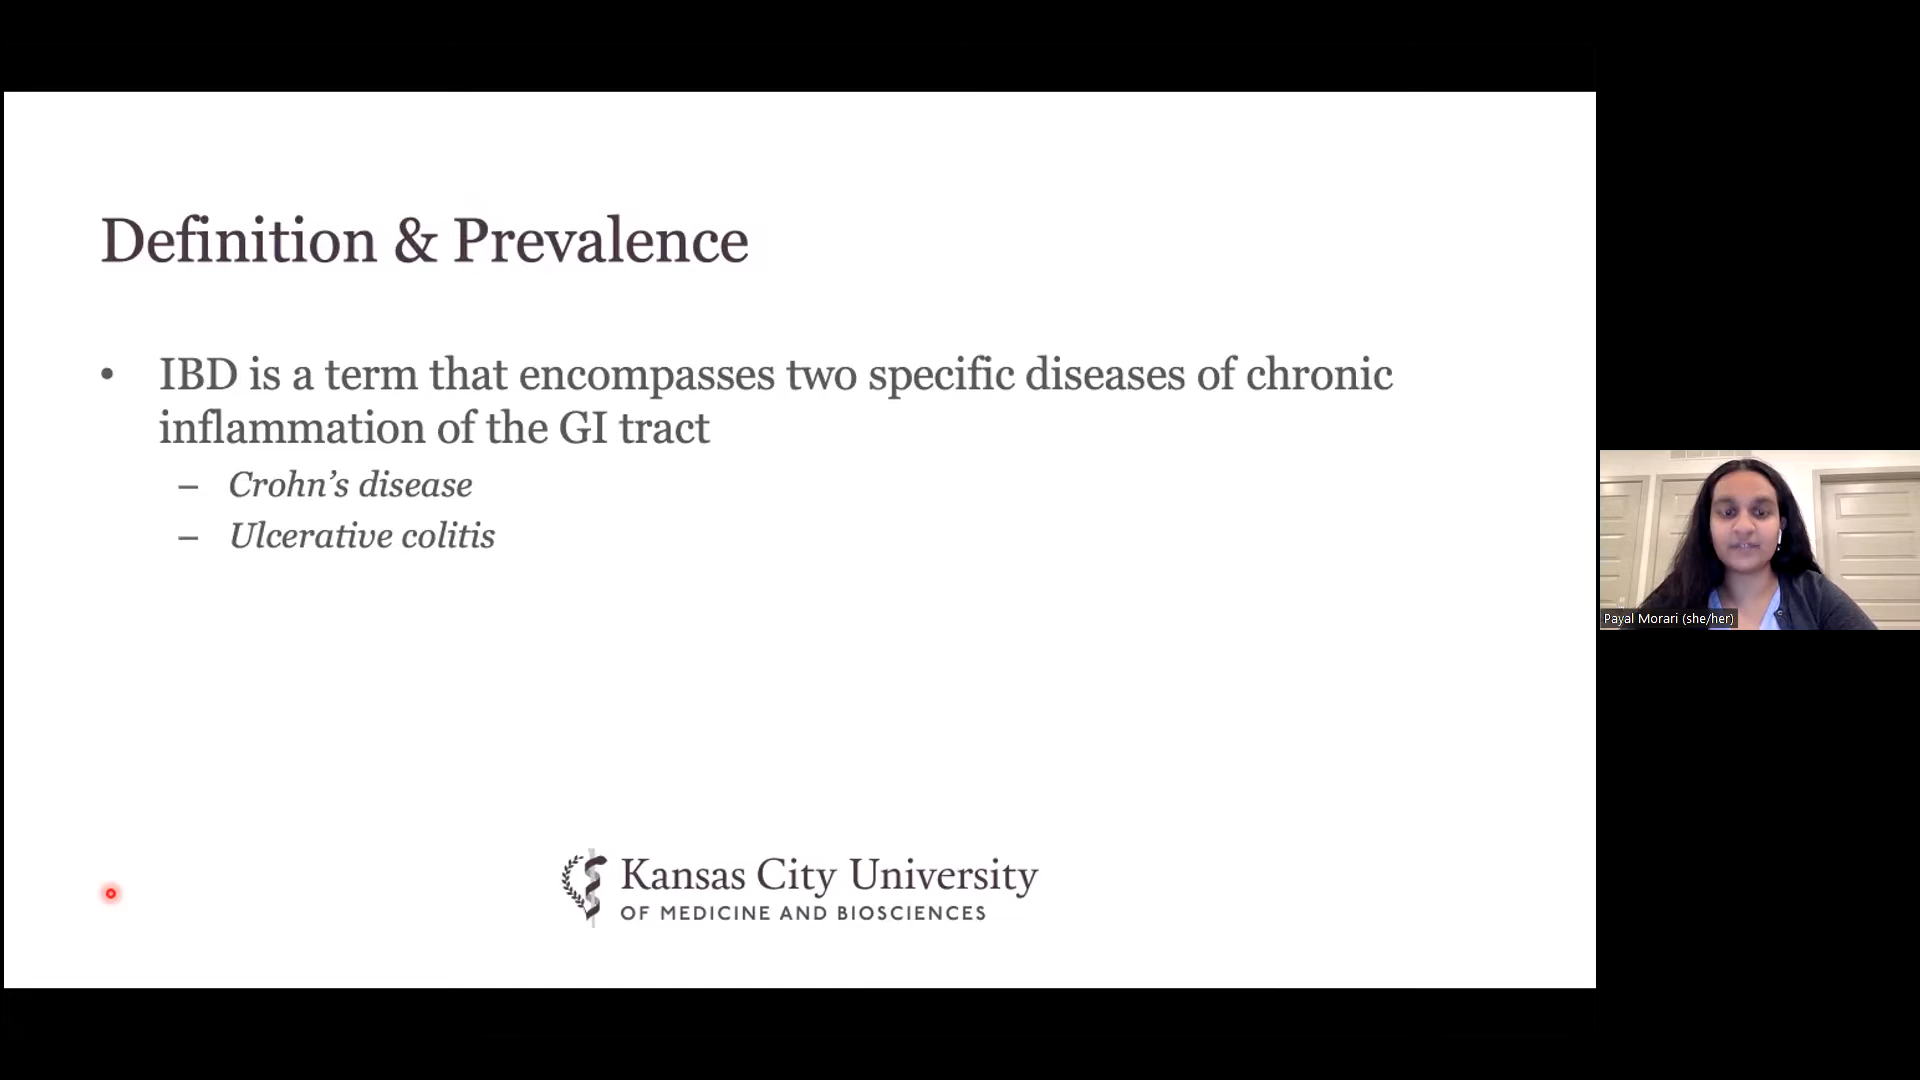 Definition & Prevalence
• IBD is a term that encompasses two specific diseases of chronic
inflammation of the GI tract
– Crohn’s disease
– Ulcerative colitis
Kansas City University
OF MEDICINE AND BIOSCIENCES
Payal Morari (she/her)